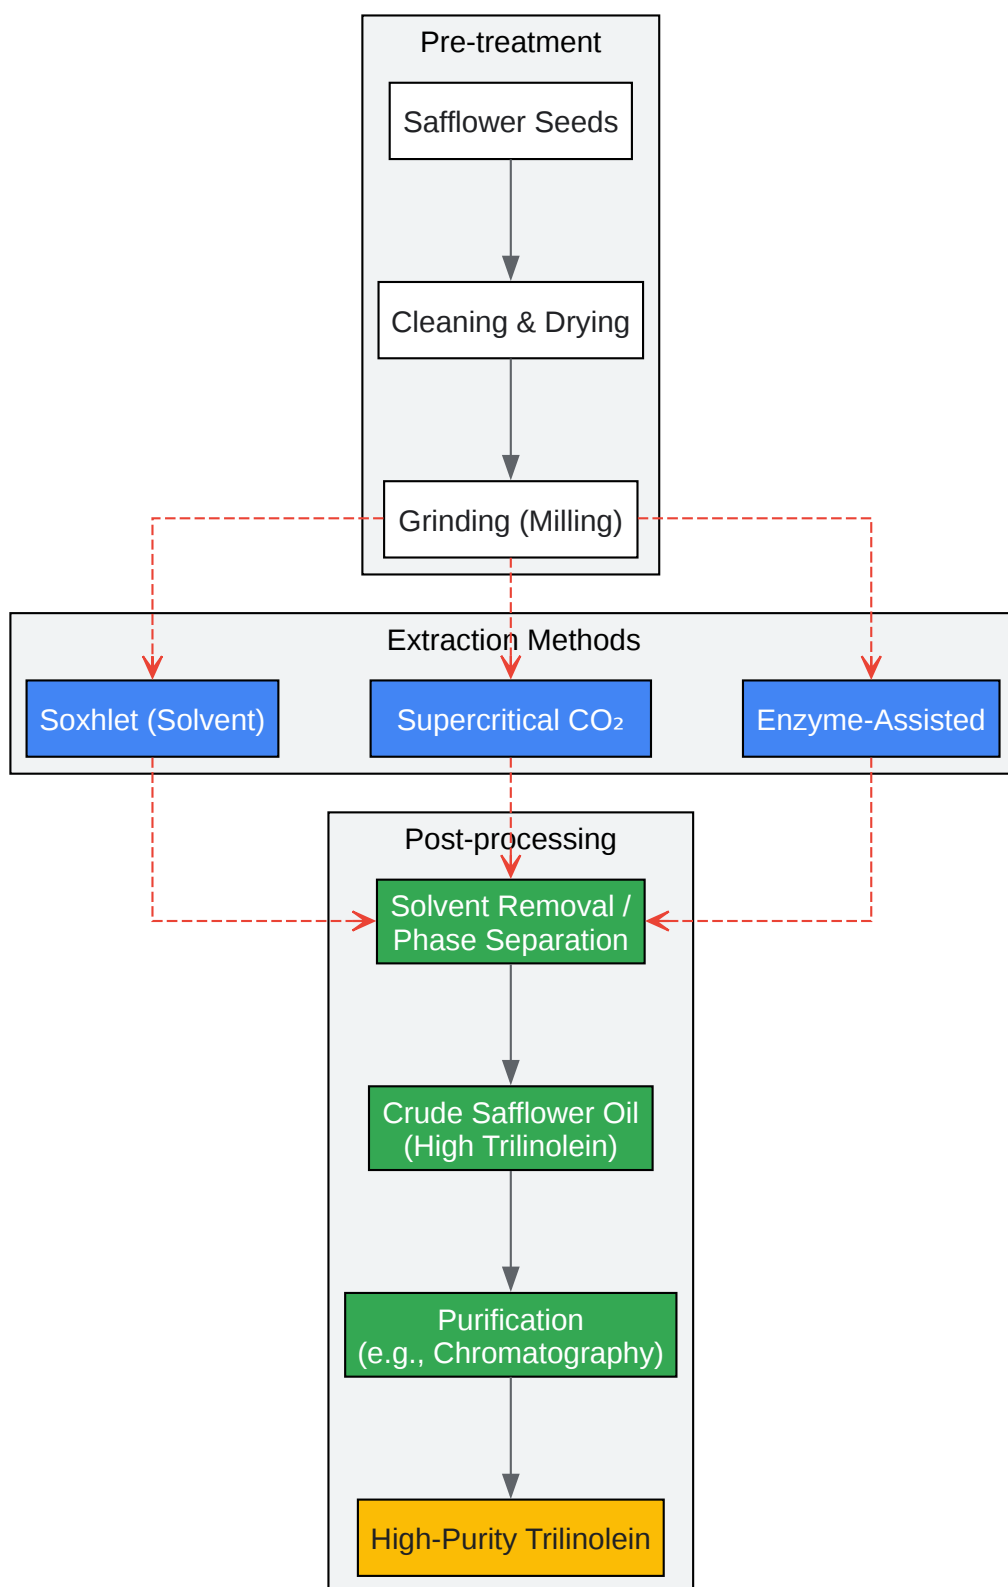 Pre-treatment
Safflower Seeds
Cleaning & Drying
Grinding (Milling)
Extraction Methods
Soxhlet (Solvent)
Supercritical CO₂
Enzyme-Assisted
Post-processing
Solvent Removal /
Phase Separation
Crude Safflower Oil
(High Trilinolein)
Purification
(e.g., Chromatography)
High-Purity Trilinolein